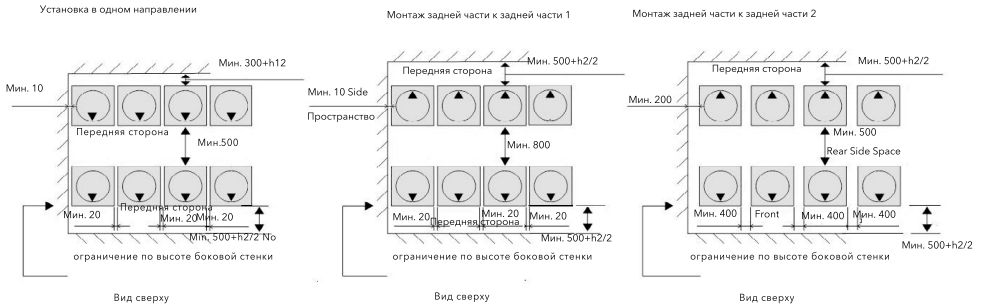 Установка в одном направлении
Мин. 300+h12
Мин. 10
Передняя сторона
Мин.500
Передняя сторона
Мин. 20
Мин. 20
Мин. 20
Min. 500+h2/2 No
ограничение по высоте боковой стенки
Вид сверху
Монтаж задней части к задней части 1
Передняя сторона
Мин. 500+h2/2
Мин. 10 Side
Пространство
Мин. 800
Мин. 20
Мин. 20
Мин. 20
Передняя сторона
Мин. 500+h2/2
ограничение по высоте боковой стенки
Вид сверху
Монтаж задней части к задней части 2
Передняя сторона
Мин. 500+h2/2
Мин. 200
Мин. 500
Rear Side Space
Мин. 400
Front
Мин. 400
Мин. 400
Мин. 500+h2/2
ограничение по высоте боковой стенки
Вид сверху